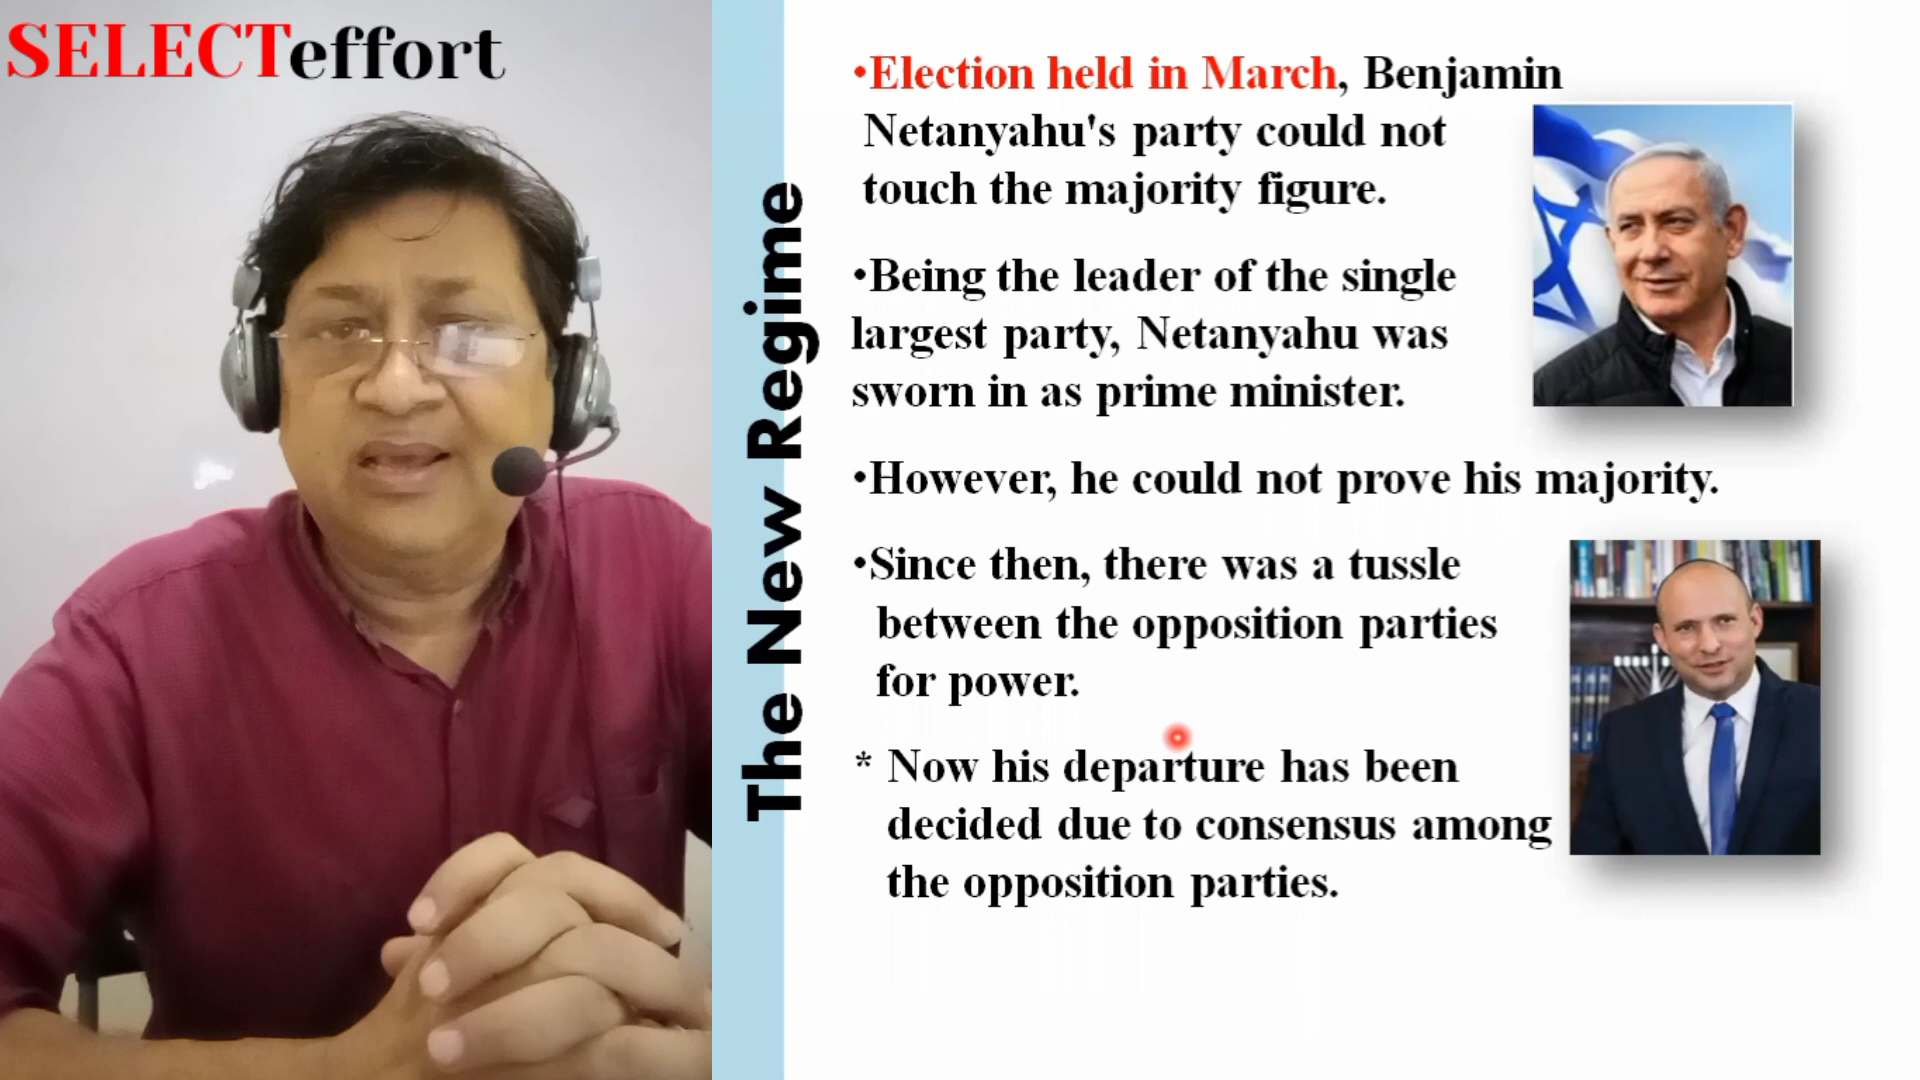 SELECTeffort
The New Regime
•Election held in March, Benjamin
Netanyahu's party could not
touch the majority figure.
•Being the leader of the single
largest party, Netanyahu was
sworn in as prime minister.
•However, he could not prove his majority.
•Since then, there was a tussle
between the opposition parties
for power.
* Now his departure has been
decided due to consensus among
the opposition parties.